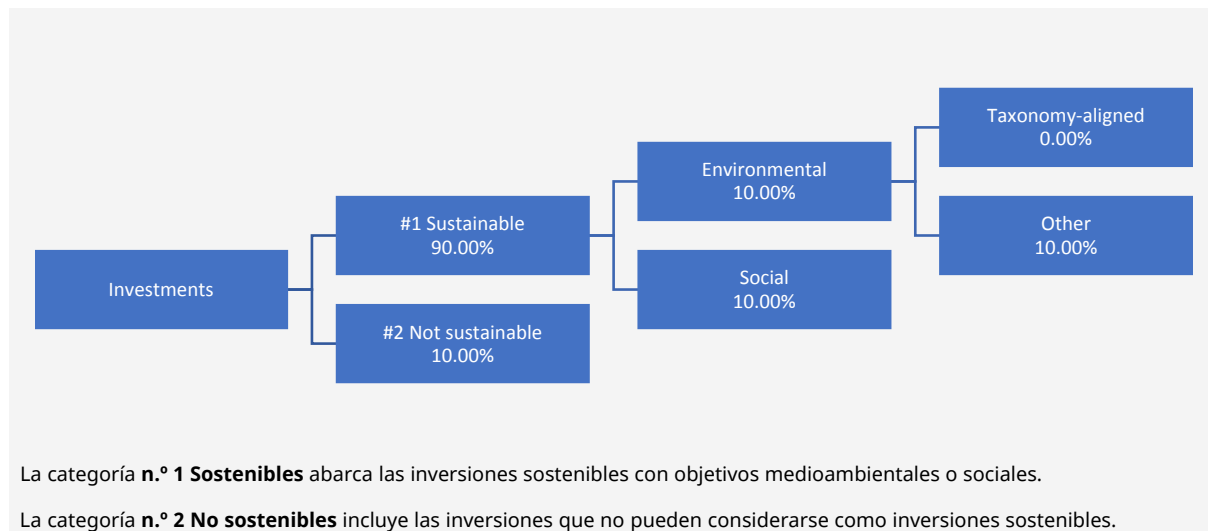 Investments
#1 Sustainable
90.00%
#2 Not sustainable
10.00%
Environmental
10.00%
Social
10.00%
Taxonomy-aligned
0.00%
Other
10.00%
La categoría n.º 1 Sostenibles abarca las inversiones sostenibles con objetivos medioambientales o sociales.
La categoría n.º 2 No sostenibles incluye las inversiones que no pueden considerarse como inversiones sostenibles.